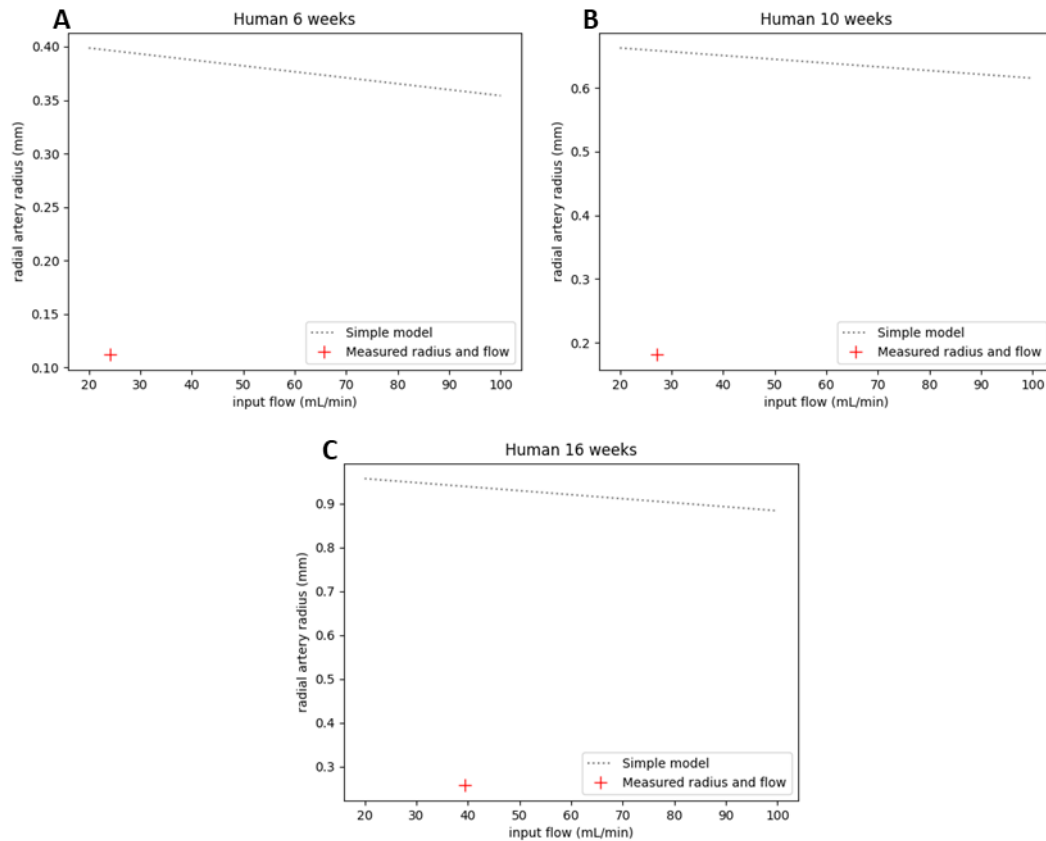 A
Human 6 weeks
0.40
0.35
0.30
0.25
0.20
0.15
0.10
radial artery radius (mm)
Simple model
Measured radius and flow
20 30 40 50 60 70 80 90 100
input flow (mL/min)
B
Human 10 weeks
0.6
0.5
0.4
0.3
0.2
radial artery radius (mm)
Simple model
Measured radius and flow
20 30 40 50 60 70 80 90 100
input flow (mL/min)
C
Human 16 weeks
0.9
0.8
0.7
0.6
0.5
0.4
0.3
radial artery radius (mm)
Simple model
Measured radius and flow
20 30 40 50 60 70 80 90 100
input flow (mL/min)